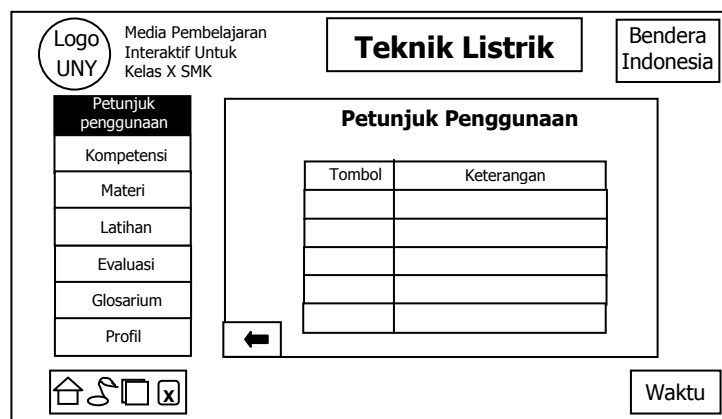 Logo
UNY
Media Pembelajaran
Interaktif Untuk
Kelas X SMK
Teknik Listrik
Bendera
Indonesia
Petunjuk
penggunaan
Kompetensi
Materi
Latihan
Evaluasi
Glosarium
Profil
Petunjuk Penggunaan
Tombol Keterangan
x
Waktu